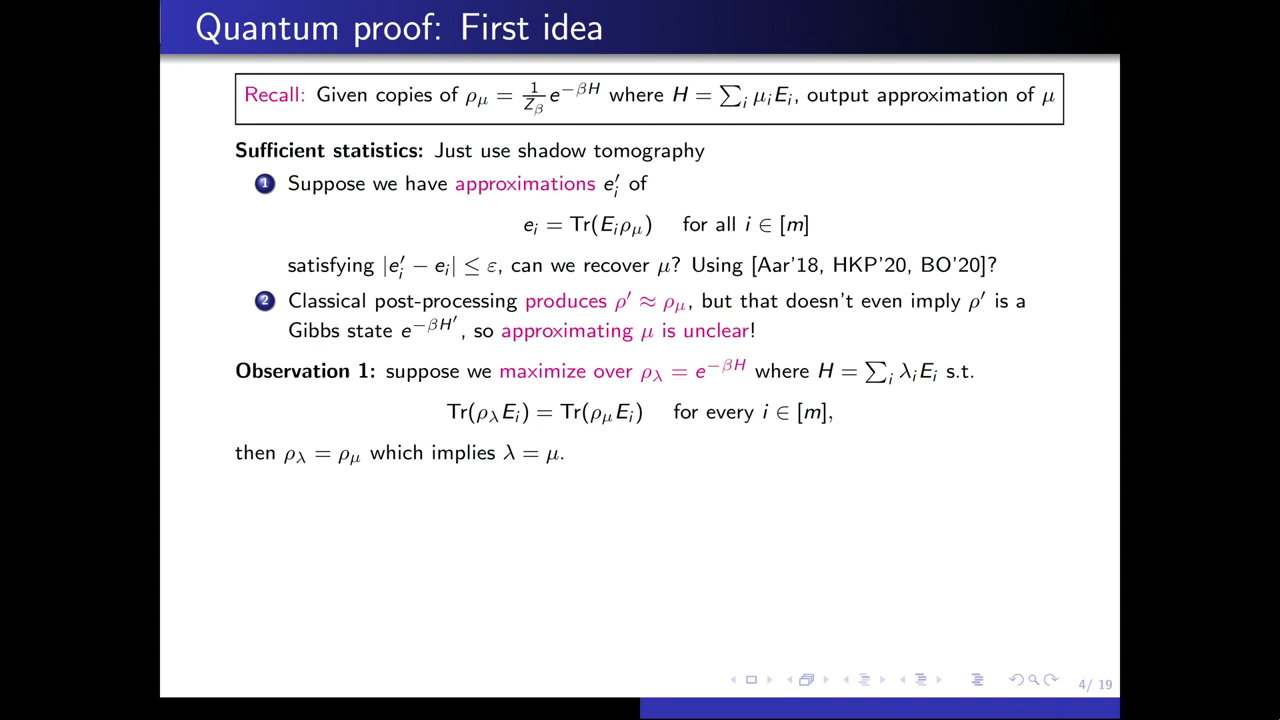 Quantum proof: First idea
Recall: Given copies of ρ_μ = 1/Z_β e^{−βH} where H = ∑_i μ_i E_i, output approximation of μ
Sufficient statistics: Just use shadow tomography
1 Suppose we have approximations e′_i of
e_i = Tr(E_i ρ_μ) for all i ∈ [m]
satisfying |e′_i − e_i| ≤ ε, can we recover μ? Using [Aar'18, HKP'20, BO'20]?
2 Classical post-processing produces ρ′ ≈ ρ_μ, but that doesn't even imply ρ′ is a
Gibbs state e^{−βH′}, so approximating μ is unclear!
Observation 1: suppose we maximize over ρ_λ = e^{−βH} where H = ∑_i λ_i E_i s.t.
Tr(ρ_λ E_i) = Tr(ρ_μ E_i) for every i ∈ [m],
then ρ_λ = ρ_μ which implies λ = μ.
4/ 19